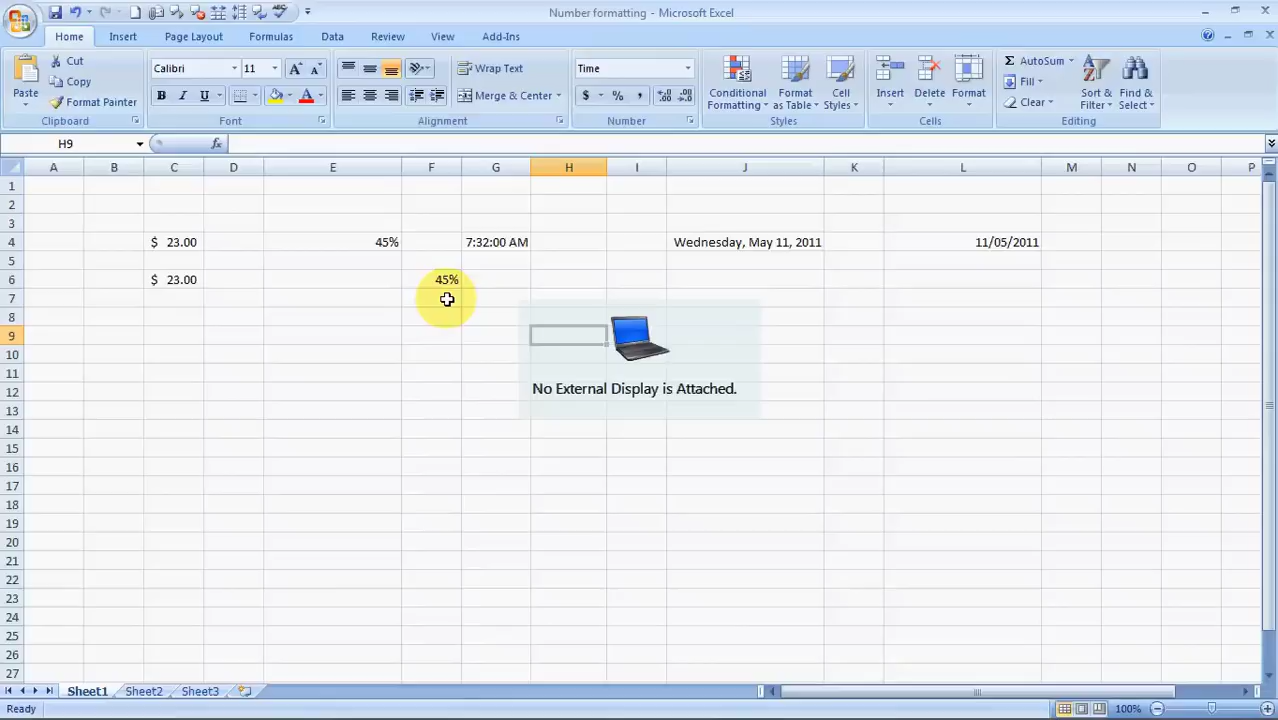 Number formatting - Microsoft Excel
Home Insert Page Layout Formulas Data Review View Add-Ins
Paste
Cut
Copy
Format Painter
Clipboard
Calibri 11
B I U A
Font
Wrap Text
Merge & Center
Alignment
Time
$ % ,
Number
Conditional Formatting
Format as Table
Cell Styles
Styles
Insert Delete Format
Cells
Σ AutoSum
Fill
Clear
Sort & Filter
Find & Select
Editing
H9 fx
A B C D E F G H I J K L M N O P
1
2
3
4 $ 23.00 45% 7:32:00 AM Wednesday, May 11, 2011 11/05/2011
5
6 $ 23.00 45%
7
8
9
10
11
12 No External Display is Attached.
13
14
15
16
17
18
19
20
21
22
23
24
25
26
27
Sheet1 Sheet2 Sheet3
Ready 100%